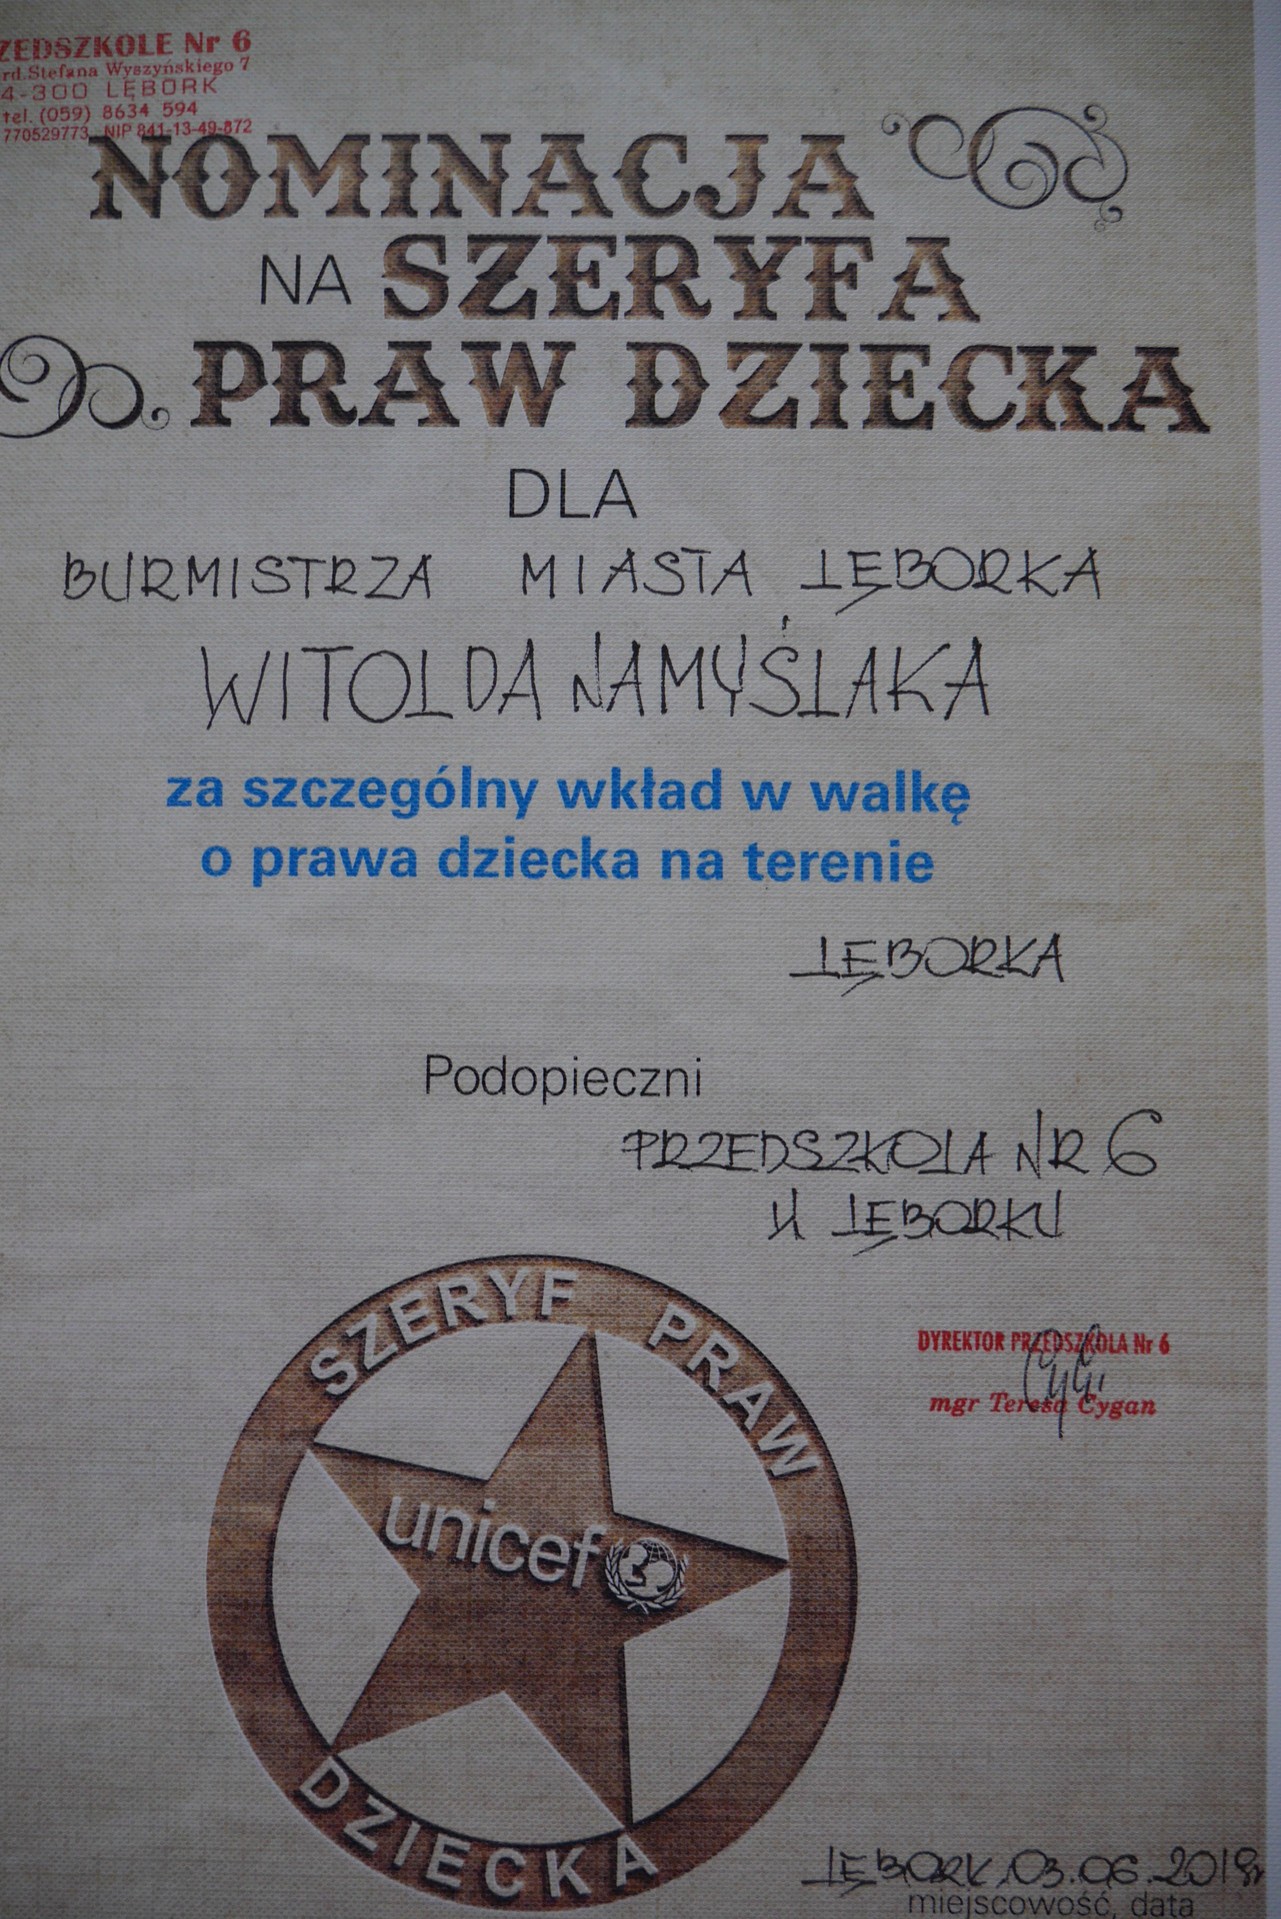 ZEDSZKOLE Nr 6
rd.Stefana Wyszyńskiego 7
4-300 LĘBORK
tel. (059) 8634 594
770529773, NIP 841-13-49-872
NOMINACJA
NA SZERYFA
PRAW DZIECKA
DLA
BURMISTRZA MIASTA LĘBORKA
WITOLDA NAMYŚLAKA
za szczególny wkład w walkę
o prawa dziecka na terenie
LĘBORKA
Podopieczni
PRZEDSZKOLA NR 6
W LĘBORKU
SZERYF PRAW
unicef
DZIECKA
DYREKTOR PRZEDSZKOLA Nr 6
mgr Teresa Cygan
LĘBORK, 03.06.2019r
miejscowość, data